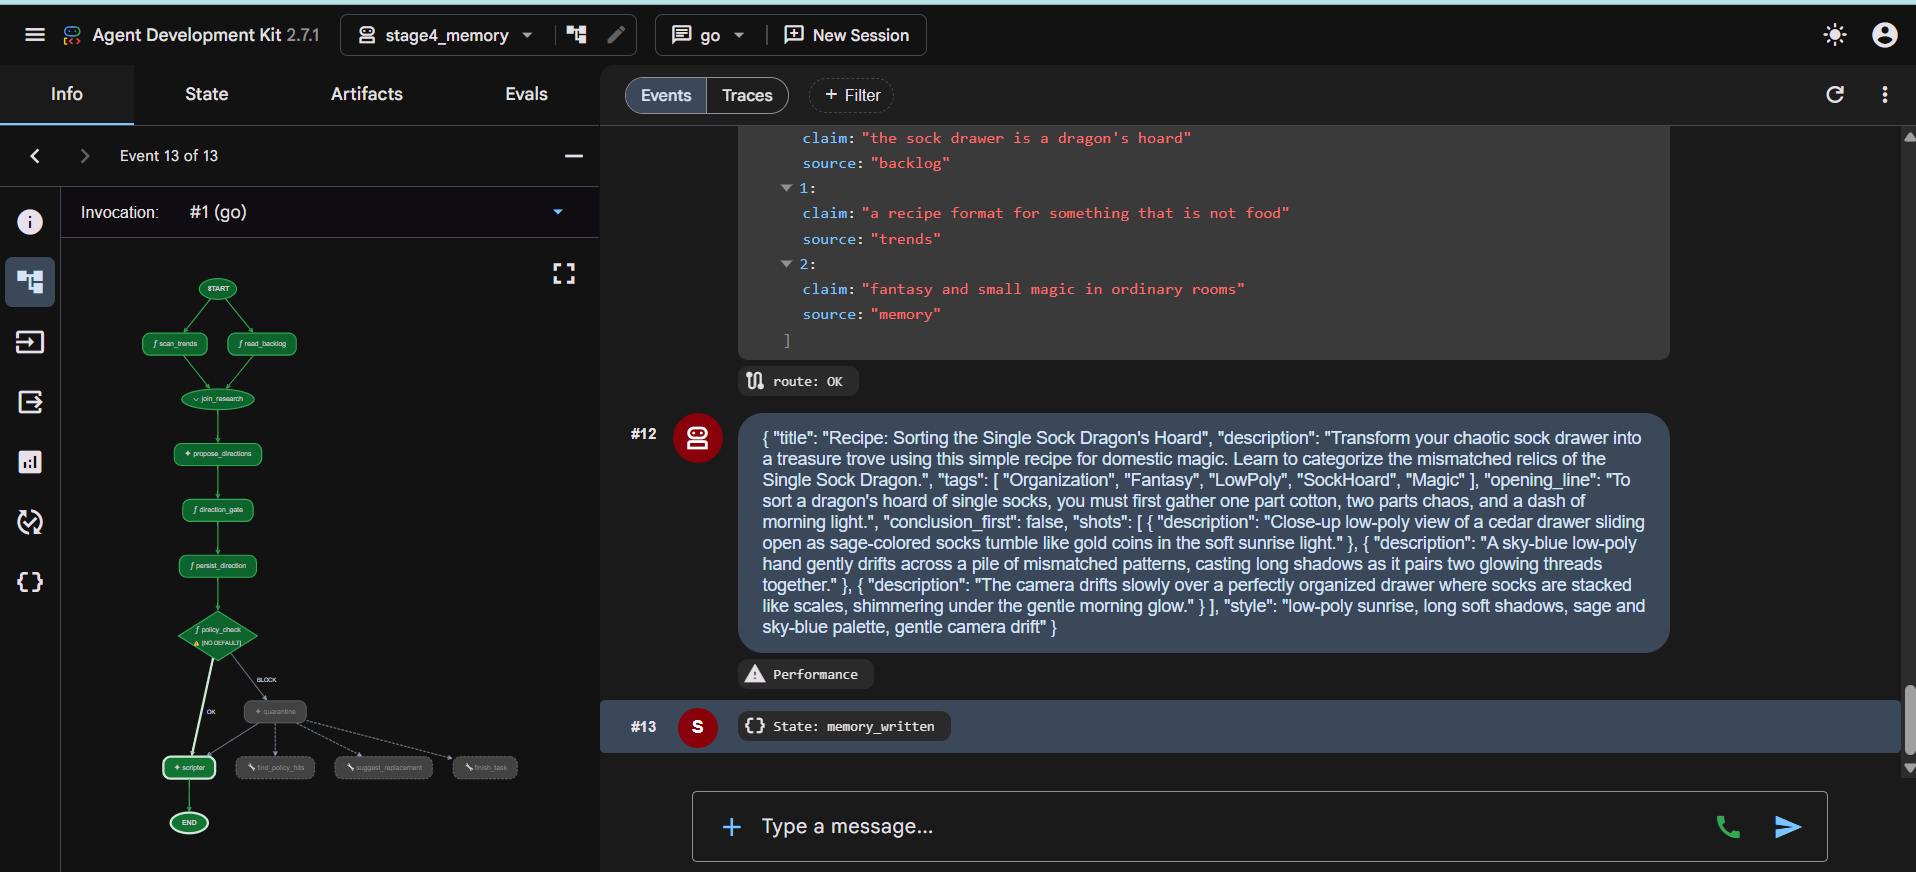 Agent Development Kit 2.7.1
stage4_memory
go
New Session
Info
State
Artifacts
Evals
Events
Traces
+ Filter
Event 13 of 13
Invocation:
#1 (go)
START
f scan_trends
f read_backlog
join_research
propose_directions
f direction_gate
f persist_direction
f policy_check
[NO DEFAULT]
BLOCK
OK
quarantine
scripter
find_policy_hits
suggest_replacement
finish_task
END
claim: "the sock drawer is a dragon's hoard"
source: "backlog"
1:
claim: "a recipe format for something that is not food"
source: "trends"
2:
claim: "fantasy and small magic in ordinary rooms"
source: "memory"
]
route: OK
#12
{ "title": "Recipe: Sorting the Single Sock Dragon's Hoard", "description": "Transform your chaotic sock drawer into
a treasure trove using this simple recipe for domestic magic. Learn to categorize the mismatched relics of the
Single Sock Dragon.", "tags": [ "Organization", "Fantasy", "LowPoly", "SockHoard", "Magic" ], "opening_line": "To
sort a dragon's hoard of single socks, you must first gather one part cotton, two parts chaos, and a dash of
morning light.", "conclusion_first": false, "shots": [ { "description": "Close-up low-poly view of a cedar drawer sliding
open as sage-colored socks tumble like gold coins in the soft sunrise light." }, { "description": "A sky-blue low-poly
hand gently drifts across a pile of mismatched patterns, casting long shadows as it pairs two glowing threads
together." }, { "description": "The camera drifts slowly over a perfectly organized drawer where socks are stacked
like scales, shimmering under the gentle morning glow." } ], "style": "low-poly sunrise, long soft shadows, sage and
sky-blue palette, gentle camera drift" }
Performance
#13
S
{} State: memory_written
Type a message...